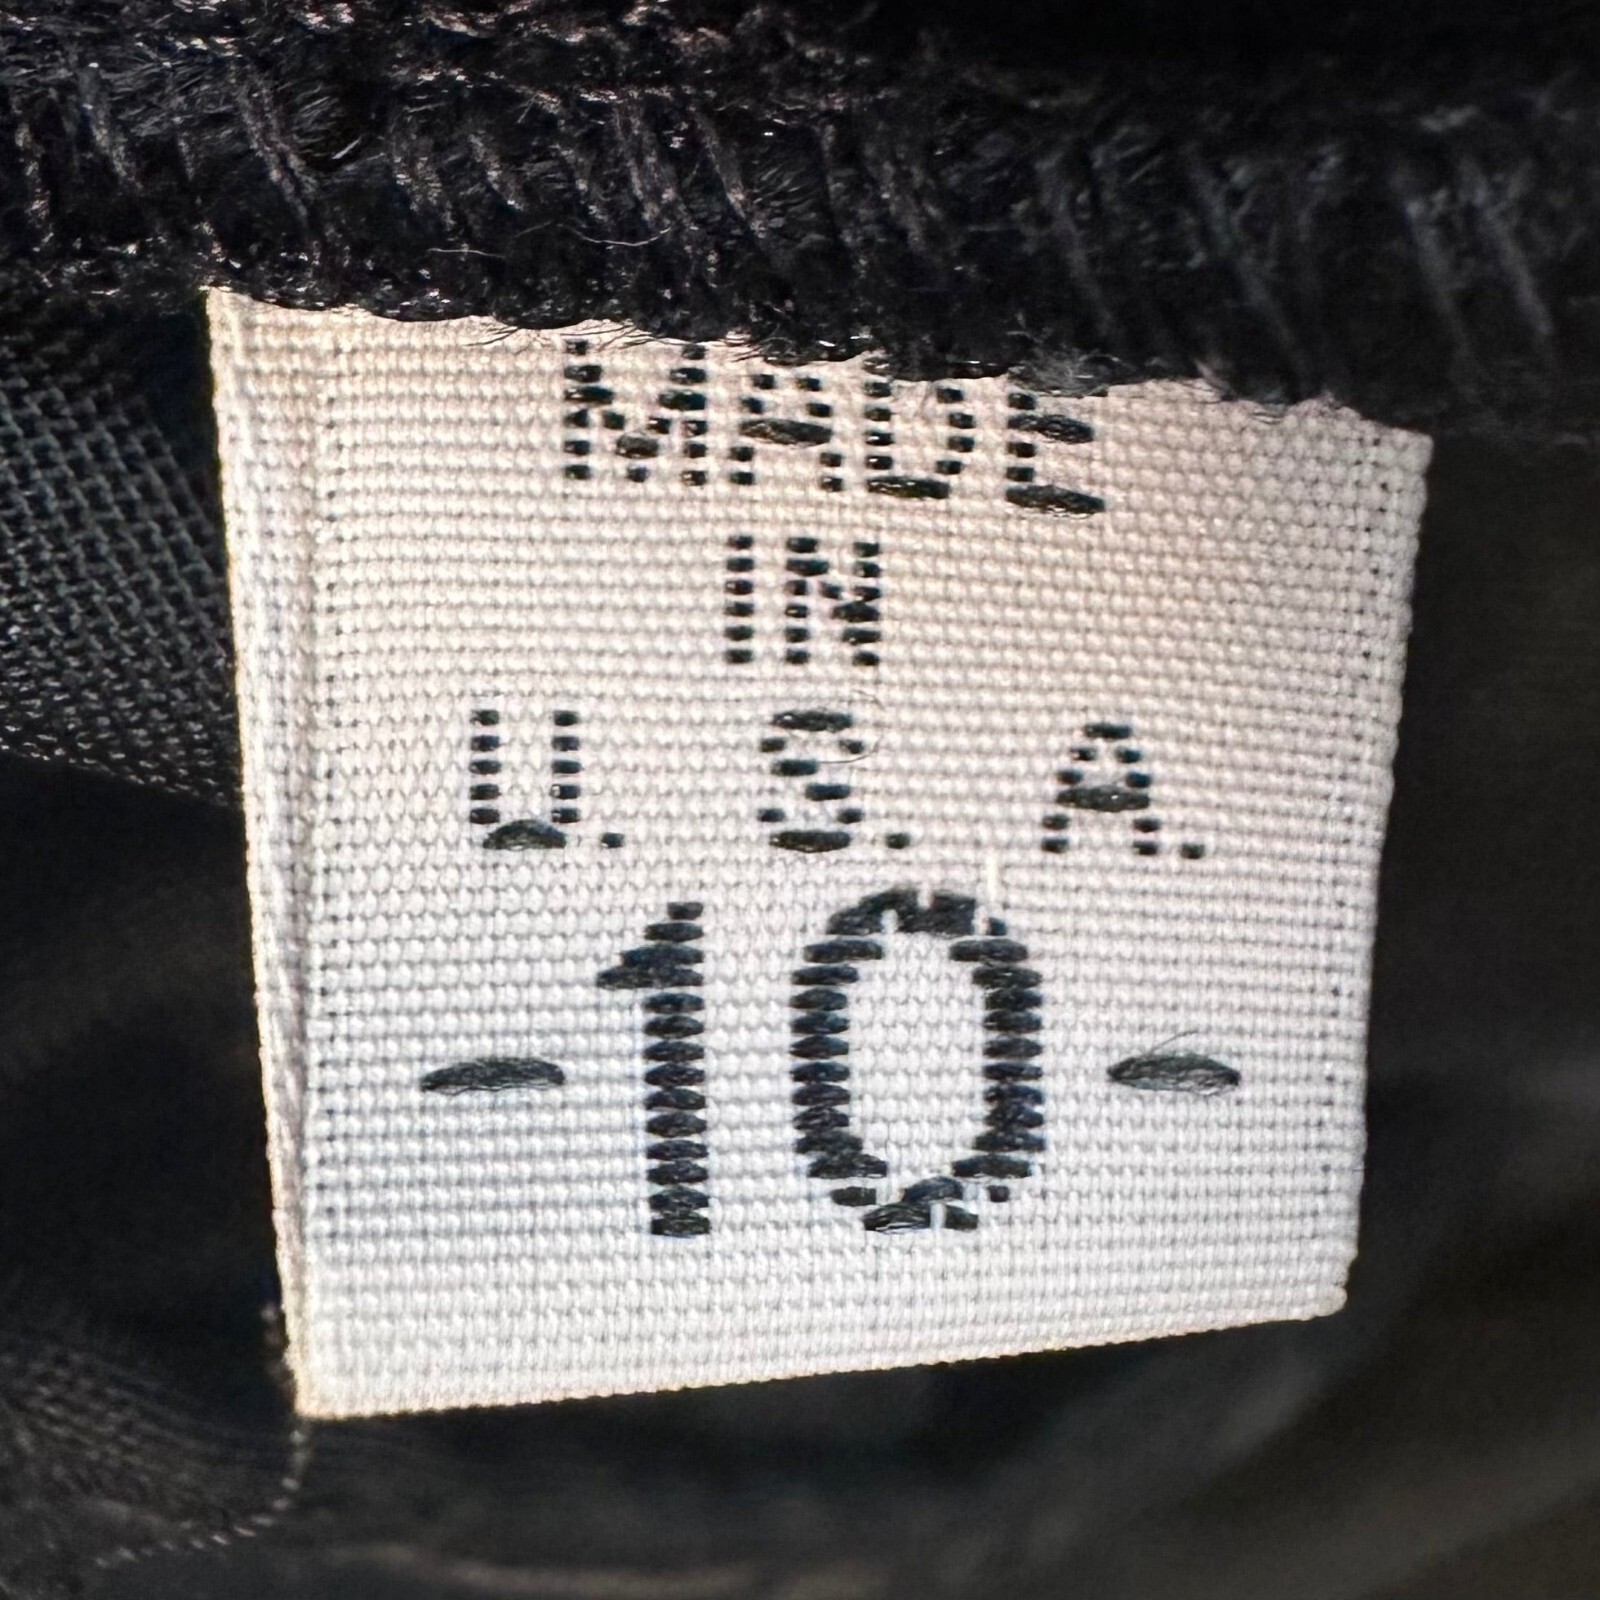 MADE
IN
U. S. A.
-10-